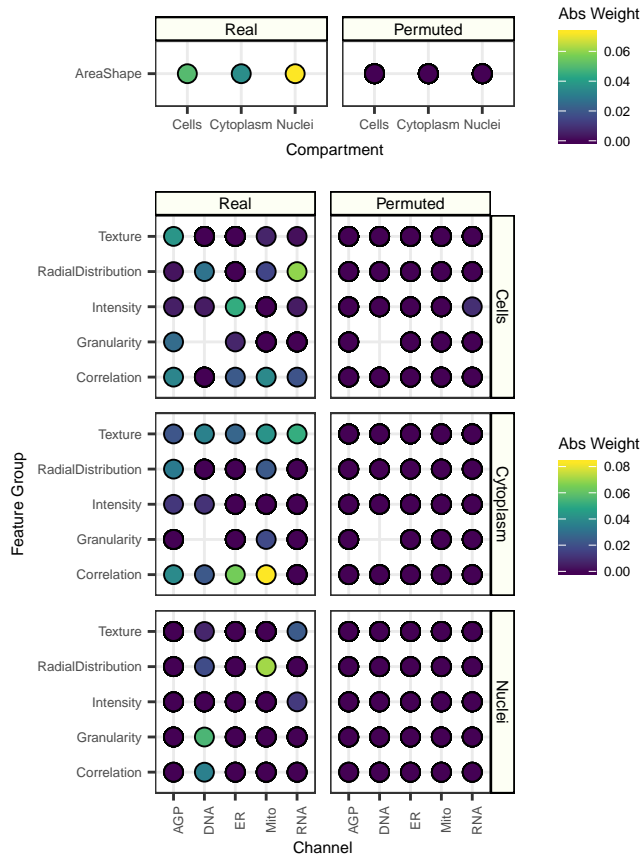 Abs Weight
Real Permuted
0.06
AreaShape
0.04
0.02
0.00
Cells Cytoplasm Nuclei Cells Cytoplasm Nuclei
Compartment
Real Permuted
Texture
RadialDistribution
Intensity
Granularity
Correlation
Cells
Texture
RadialDistribution
Intensity
Granularity
Correlation
Cytoplasm
Texture
RadialDistribution
Intensity
Granularity
Correlation
Nuclei
Feature Group
Abs Weight
0.08
0.06
0.04
0.02
0.00
AGP DNA ER Mito RNA AGP DNA ER Mito RNA
Channel